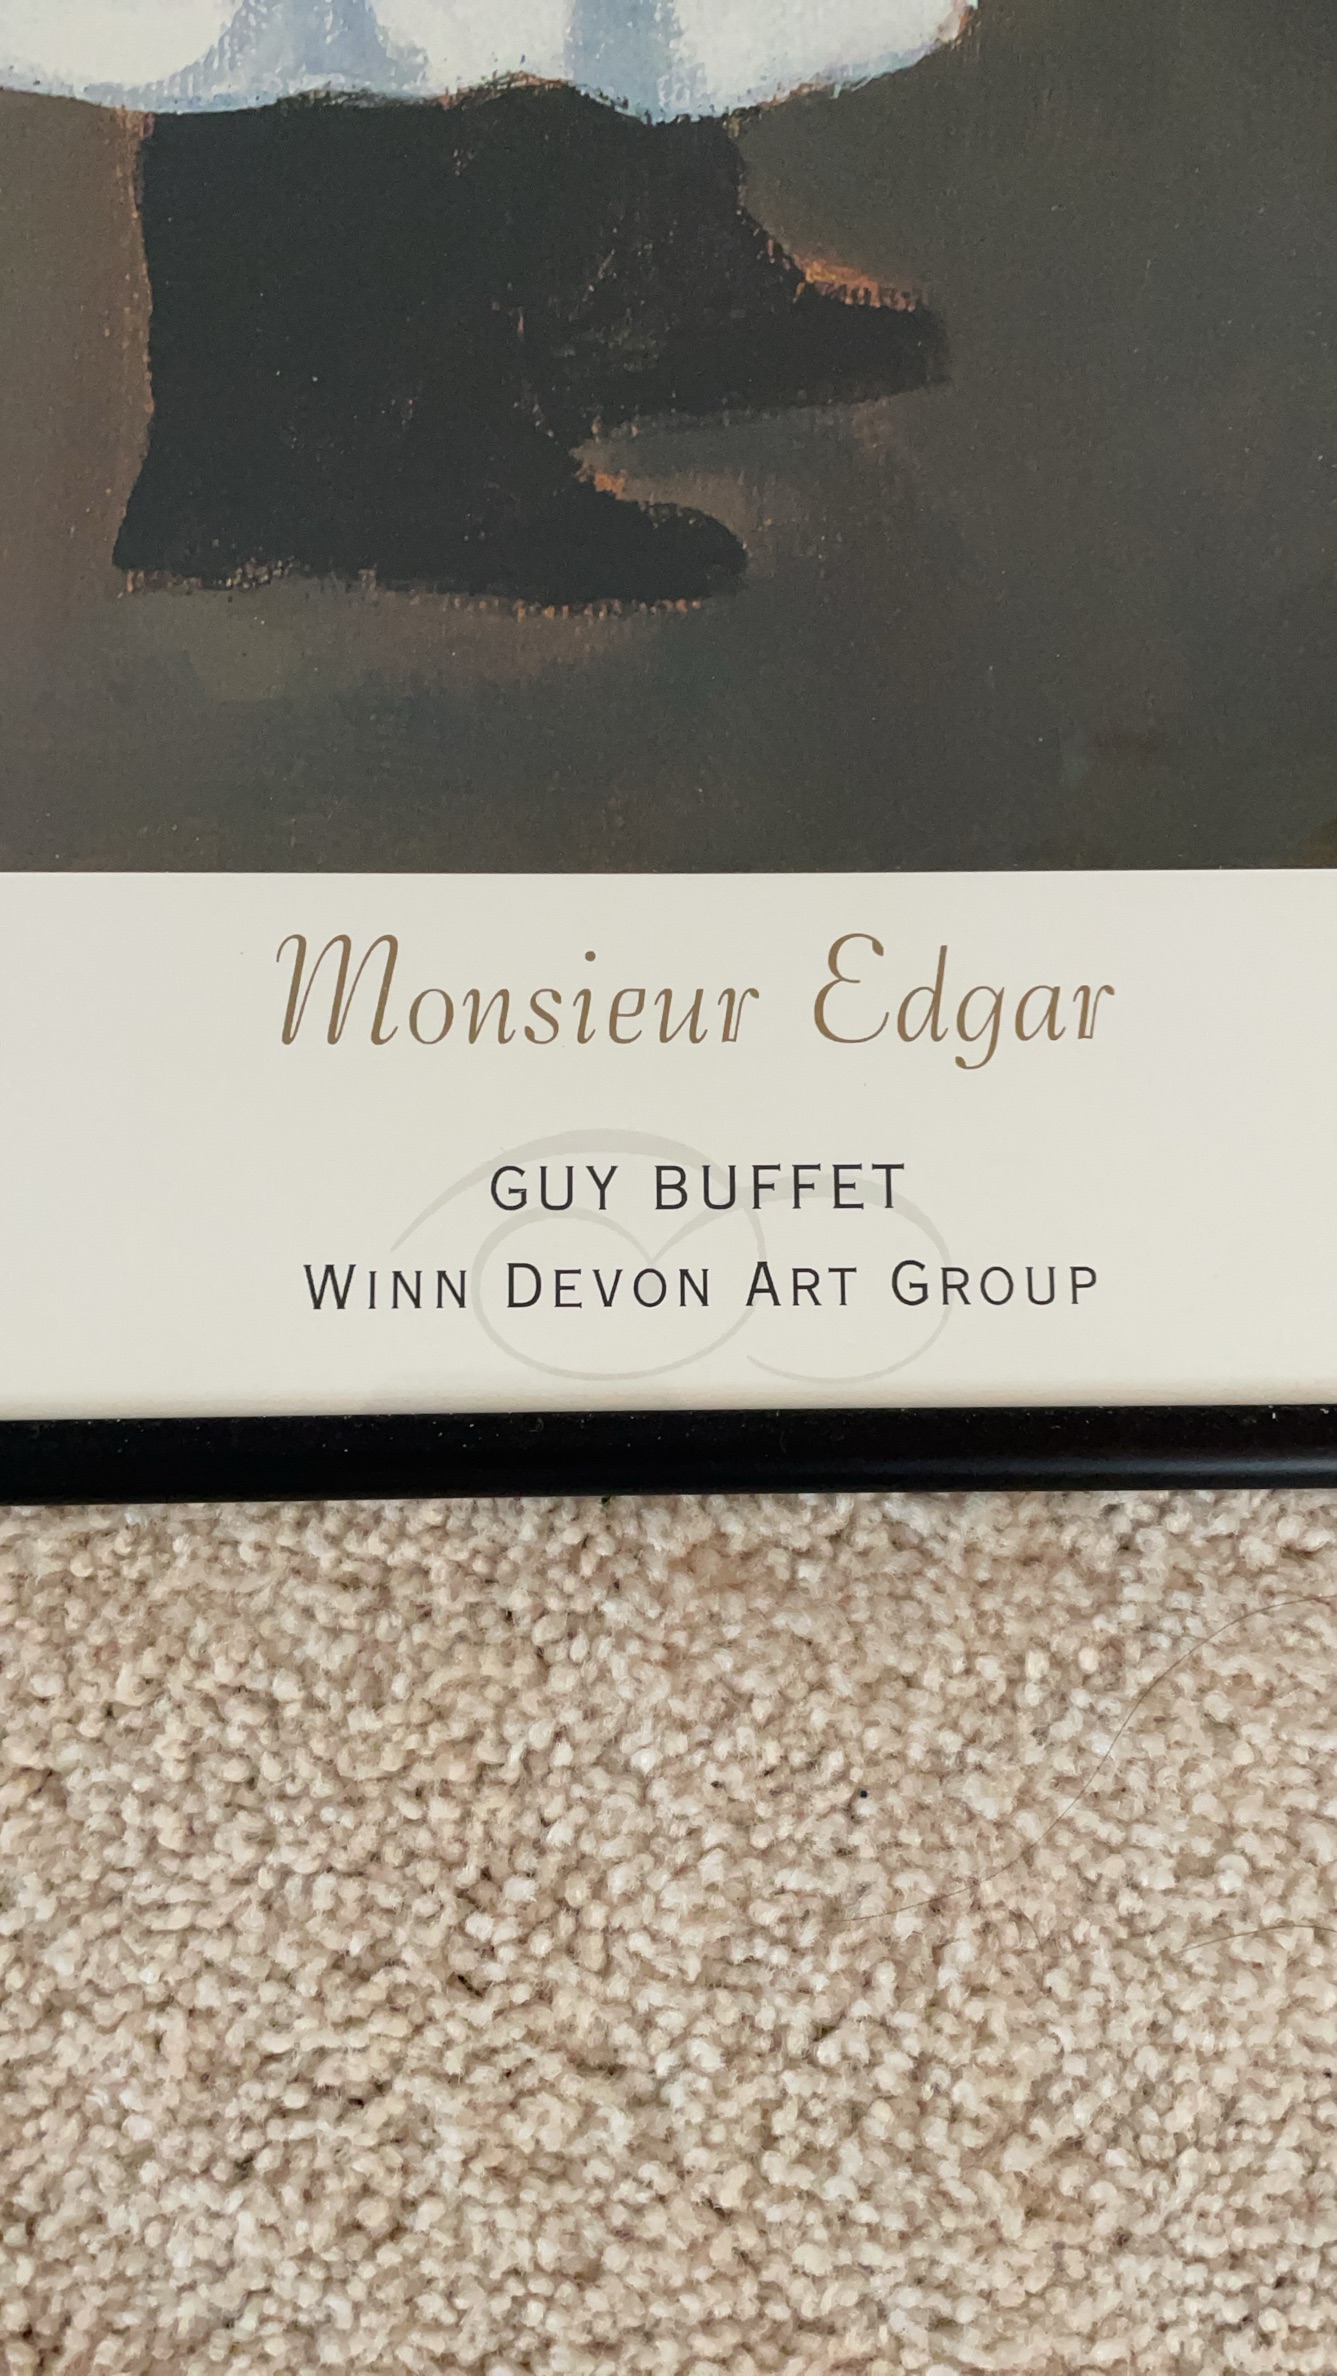 Monsieur Edgar
GUY BUFFET
WINN DEVON ART GROUP